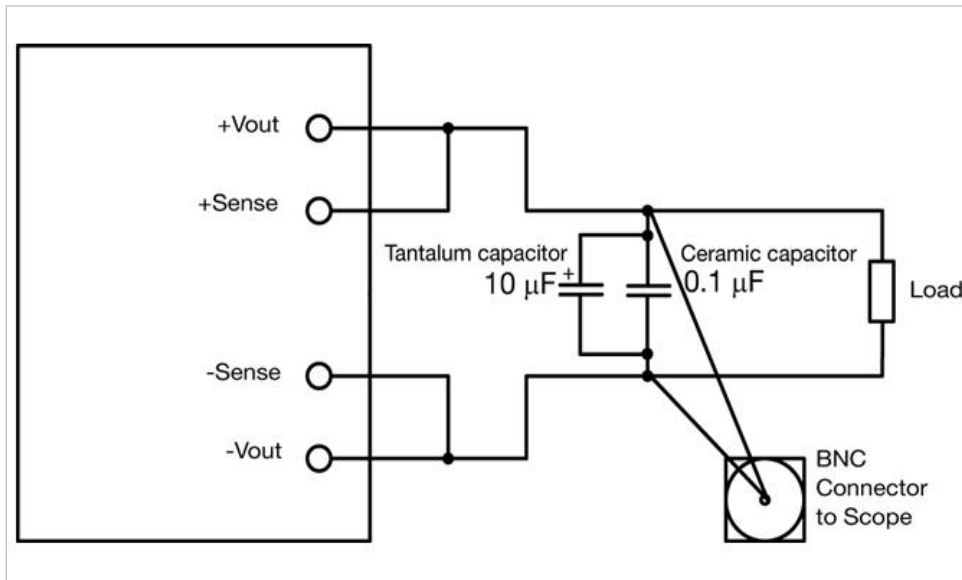 +Vout
+Sense
Tantalum capacitor
10 μF
+
Ceramic capacitor
0.1 μF
Load
-Sense
-Vout
BNC
Connector
to Scope